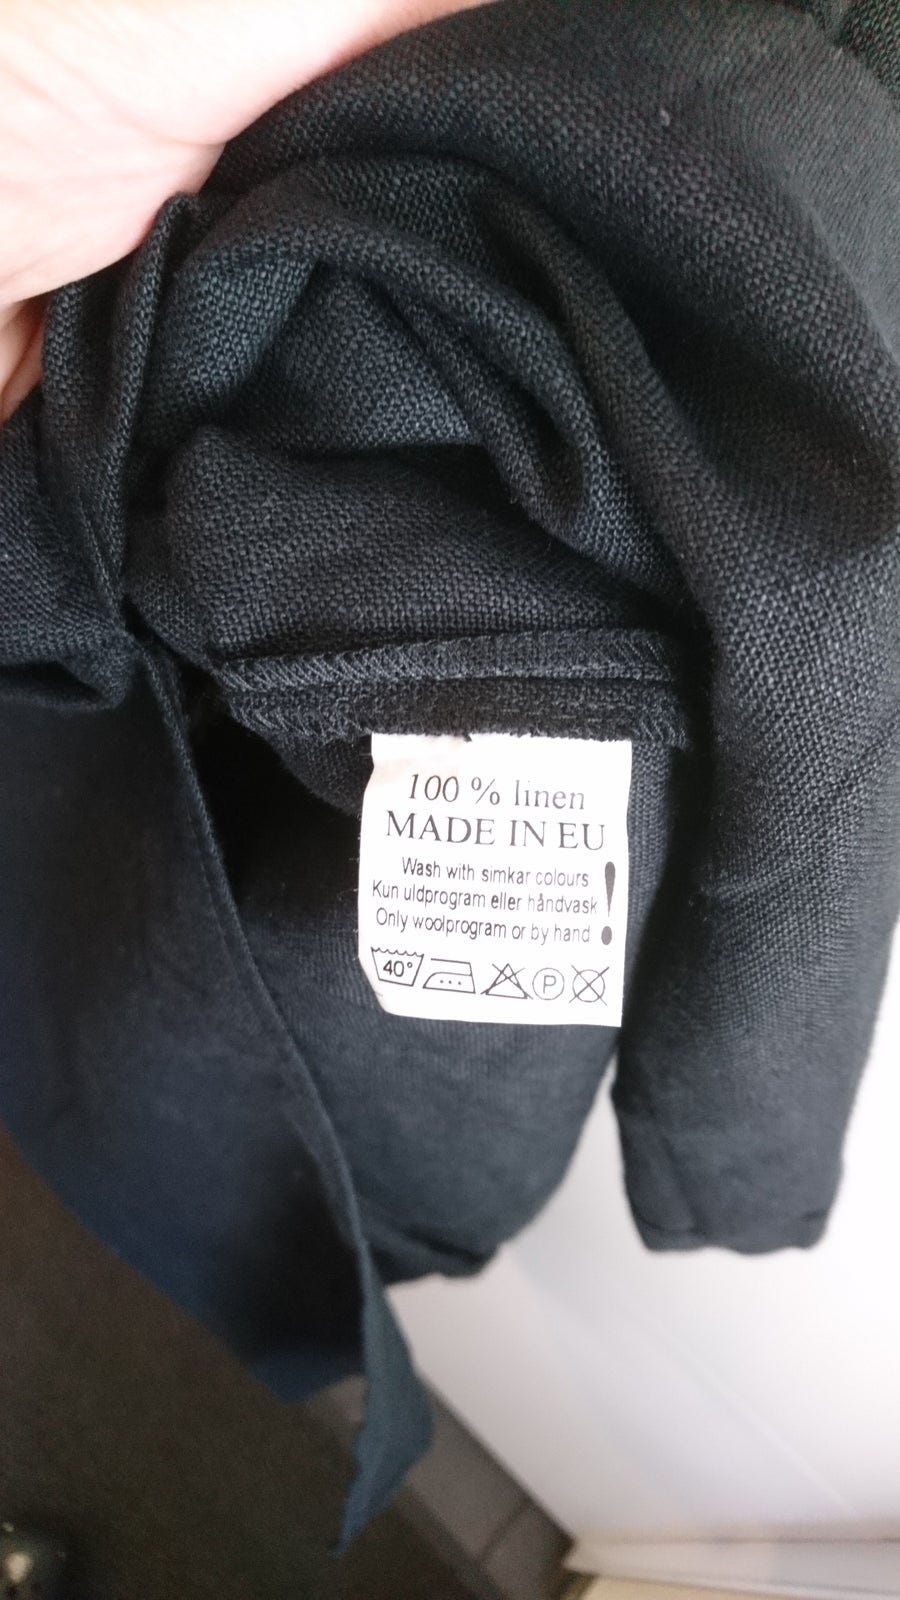 100 % linen
MADE IN EU
Wash with simkar colours
Kun uldprogram eller håndvask
Only woolprogram or by hand
!
40°
P